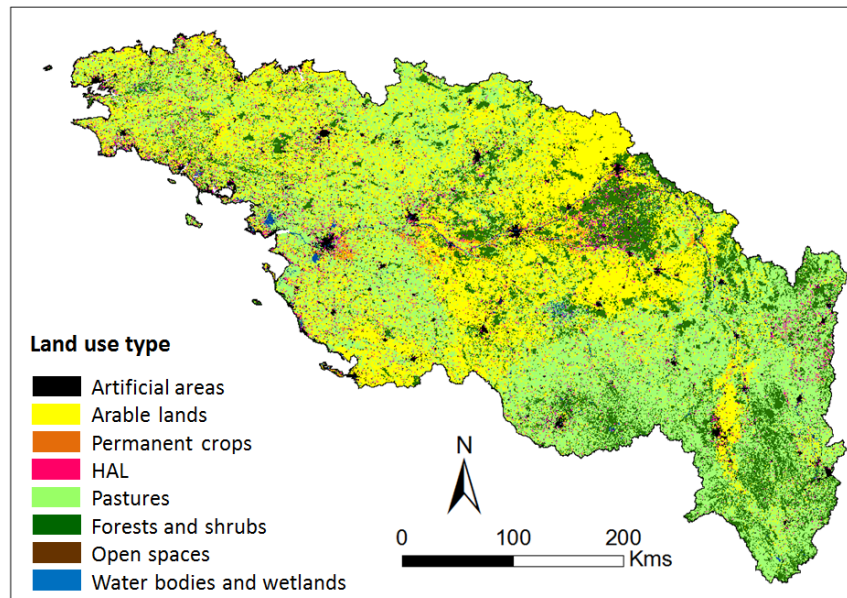 Land use type
Artificial areas
Arable lands
Permanent crops
HAL
Pastures
Forests and shrubs
Open spaces
Water bodies and wetlands
N
0 100 200
Kms